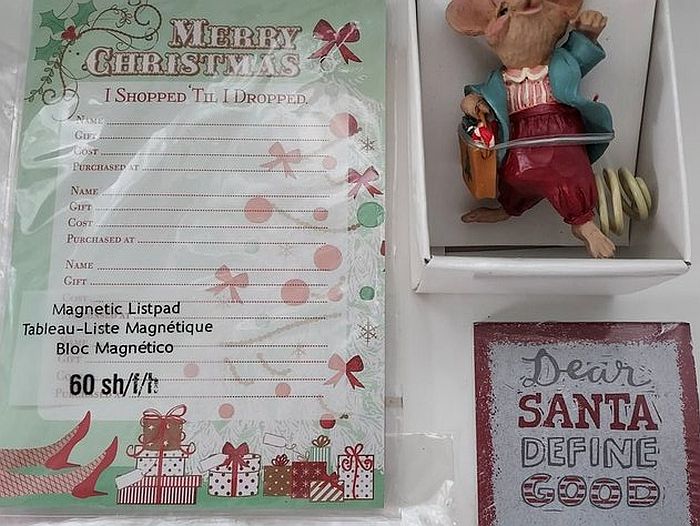 MERRY
CHRISTMAS
I SHOPPED 'TIL I DROPPED
NAME
GIFT
COST
PURCHASED AT
NAME
GIFT
COST
PURCHASED AT
NAME
GIFT
Magnetic Listpad
Tableau-Liste Magnétique
Bloc Magnético
60 sh/f/h
Dear
SANTA
DEFINE
GOOD